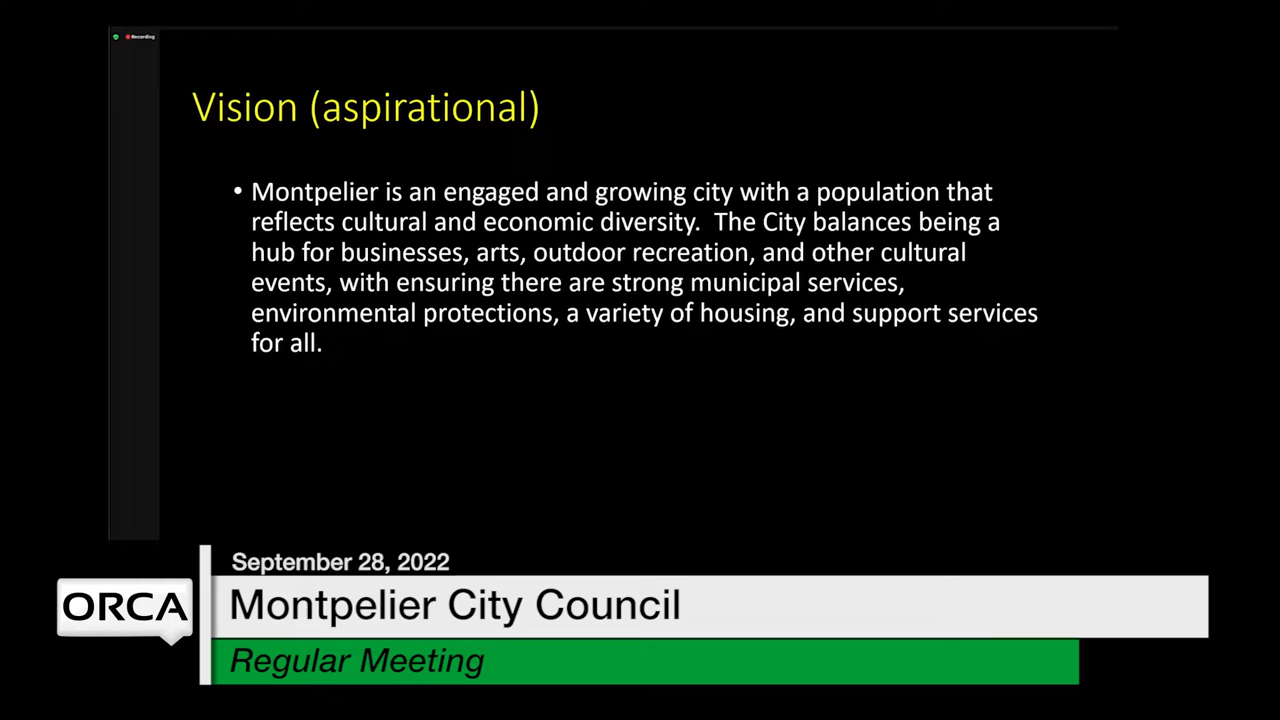 Recording
Vision (aspirational)
• Montpelier is an engaged and growing city with a population that
reflects cultural and economic diversity.  The City balances being a
hub for businesses, arts, outdoor recreation, and other cultural
events, with ensuring there are strong municipal services,
environmental protections, a variety of housing, and support services
for all.
September 28, 2022
ORCA
Montpelier City Council
Regular Meeting